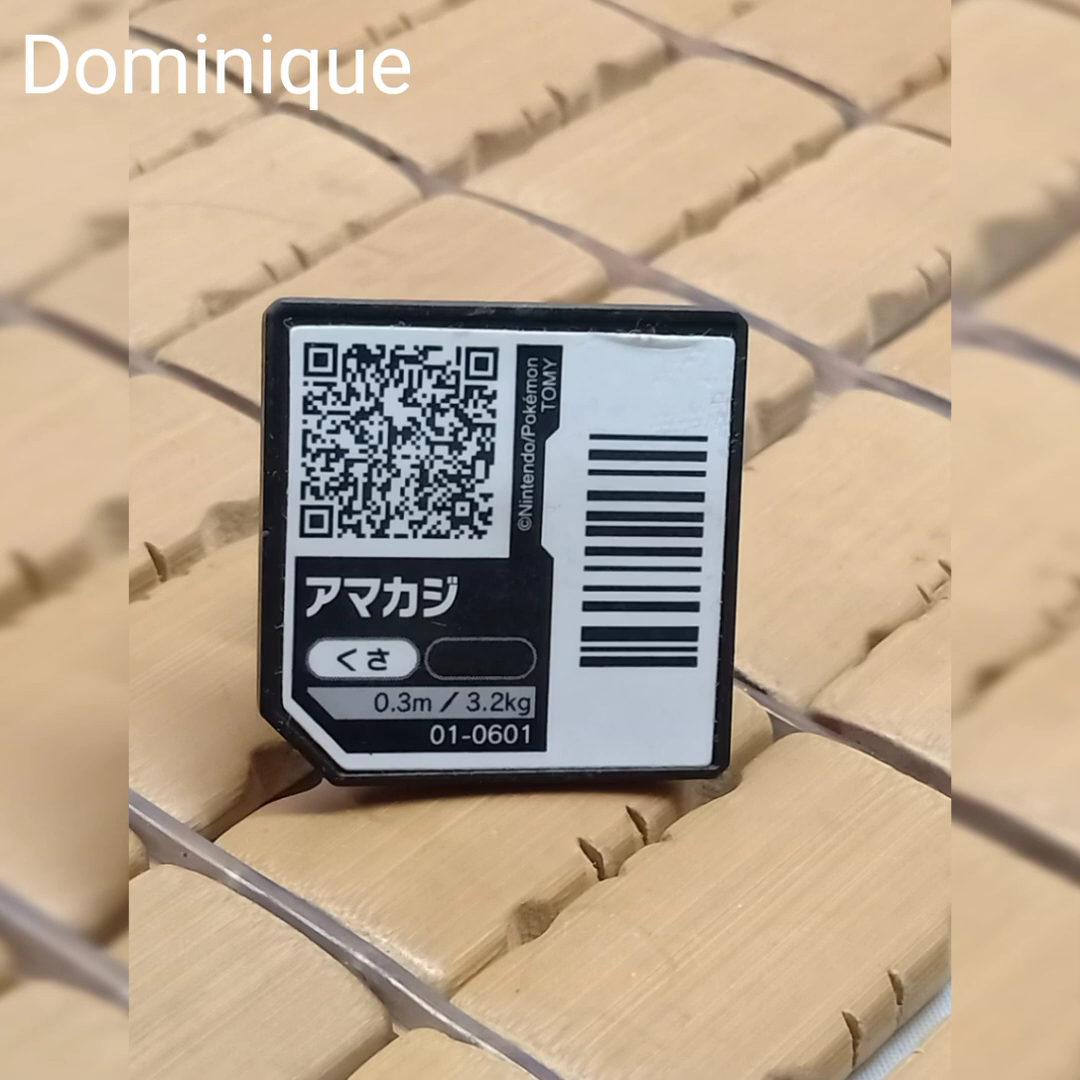 Dominique
©Nintendo/Pokémon
TOMY
アマカジ
くさ
0.3m / 3.2kg
01-0601